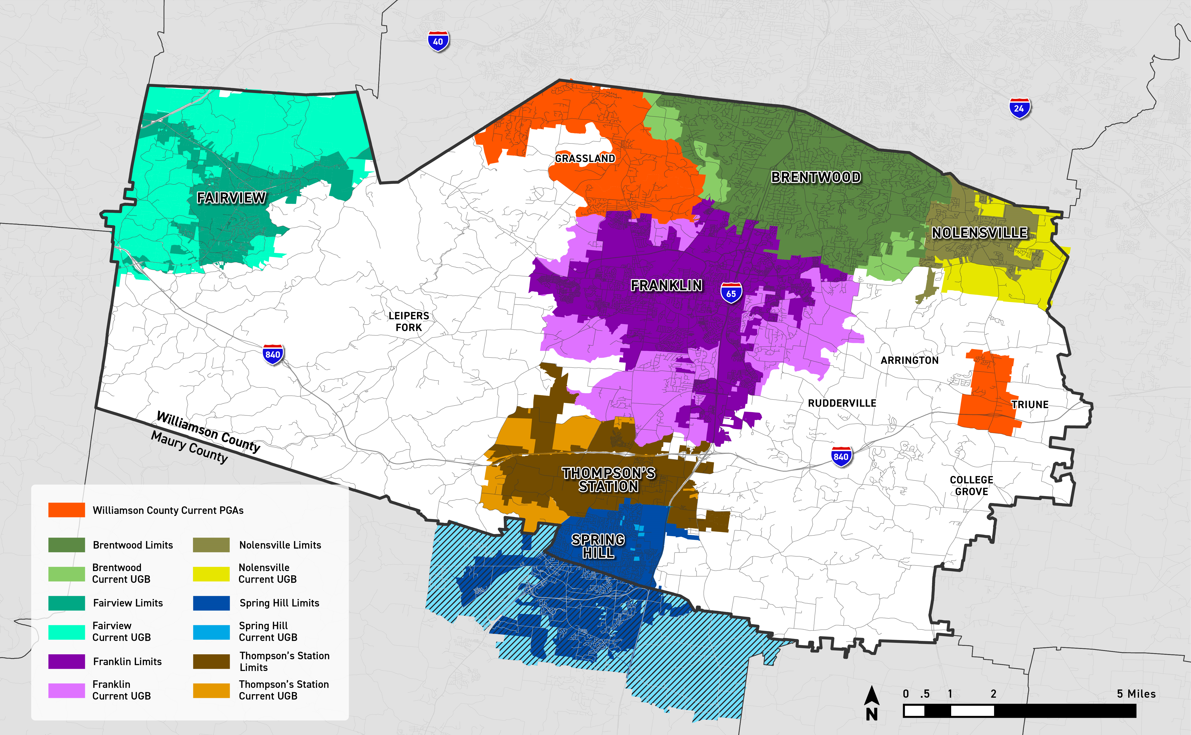 40
24
GRASSLAND
BRENTWOOD
FAIRVIEW
NOLENSVILLE
FRANKLIN
65
LEIPERS
FORK
840
ARRINGTON
RUDDERVILLE
TRIUNE
Williamson County
Maury County
840
THOMPSON'S
STATION
COLLEGE
GROVE
SPRING
HILL
Williamson County Current PGAs
Brentwood Limits
Nolensville Limits
Brentwood
Current UGB
Nolensville
Current UGB
Fairview Limits
Spring Hill Limits
Fairview
Current UGB
Spring Hill
Current UGB
Franklin Limits
Thompson's Station
Limits
Franklin
Current UGB
Thompson's Station
Current UGB
N
0 .5 1 2 5 Miles